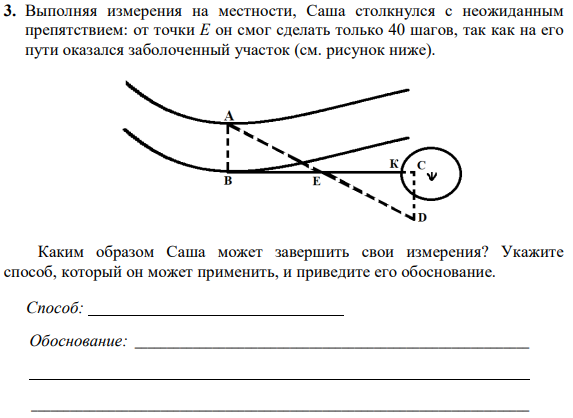 3. Выполняя измерения на местности, Саша столкнулся с неожиданным
препятствием: от точки E он смог сделать только 40 шагов, так как на его
пути оказался заболоченный участок (см. рисунок ниже).
A
B
E
К
C
D
Каким образом Саша может завершить свои измерения? Укажите
способ, который он может применить, и приведите его обоснование.
Способ:
Обоснование: